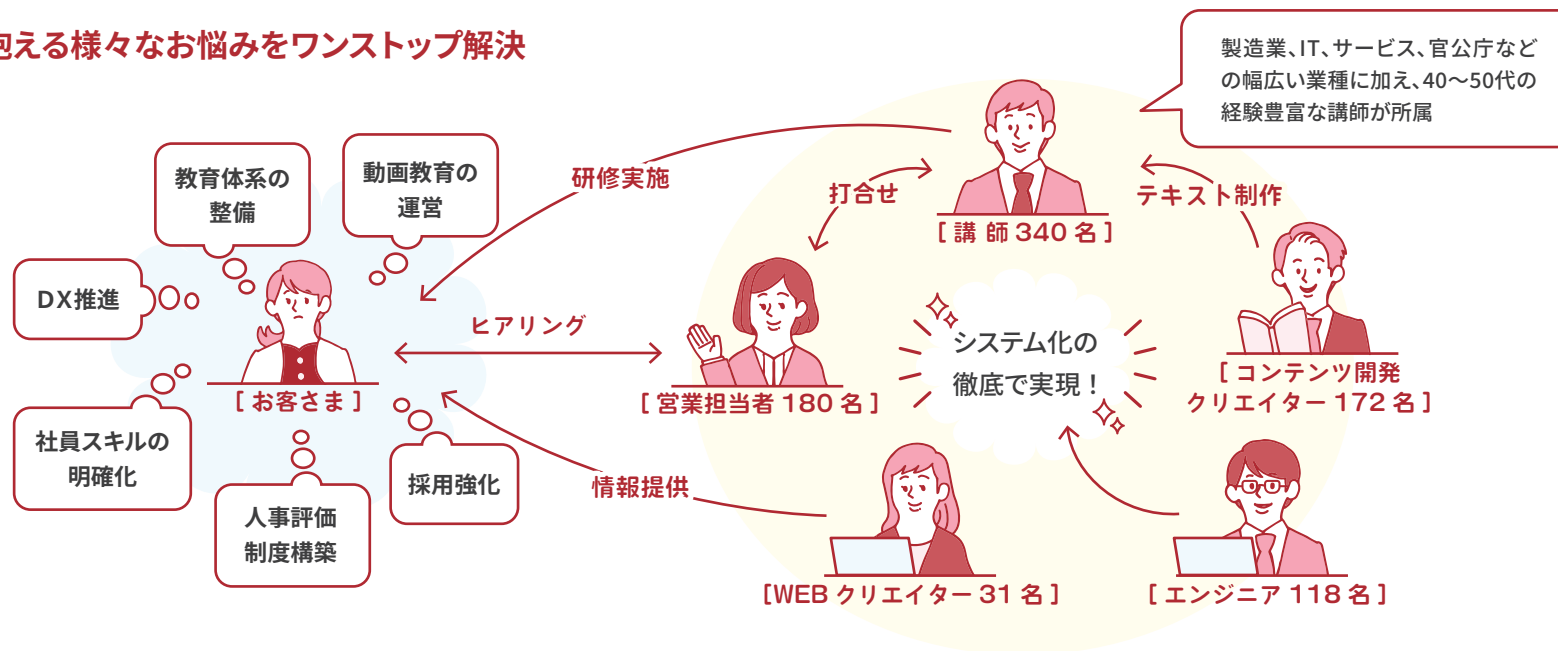 抱える様々なお悩みをワンストップ解決
製造業、IT、サービス、官公庁など
の幅広い業種に加え、40〜50代の
経験豊富な講師が所属
教育体系の
整備
動画教育の
運営
DX推進
社員スキルの
明確化
人事評価
制度構築
採用強化
[ お客さま ]
研修実施
ヒアリング
情報提供
打合せ
テキスト制作
[ 講 師 340 名 ]
[ 営業担当者 180 名 ]
システム化の
徹底で実現！
[ コンテンツ開発
クリエイター 172 名 ]
[WEB クリエイター 31 名 ]
[ エンジニア 118 名 ]